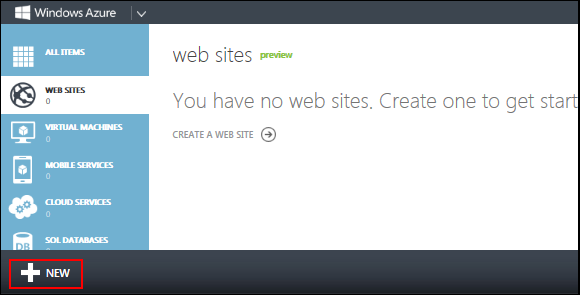 Windows Azure
ALL ITEMS
WEB SITES
0
VIRTUAL MACHINES
0
MOBILE SERVICES
0
CLOUD SERVICES
0
SQL DATABASES
DB
web sites preview
You have no web sites. Create one to get start
CREATE A WEB SITE
NEW